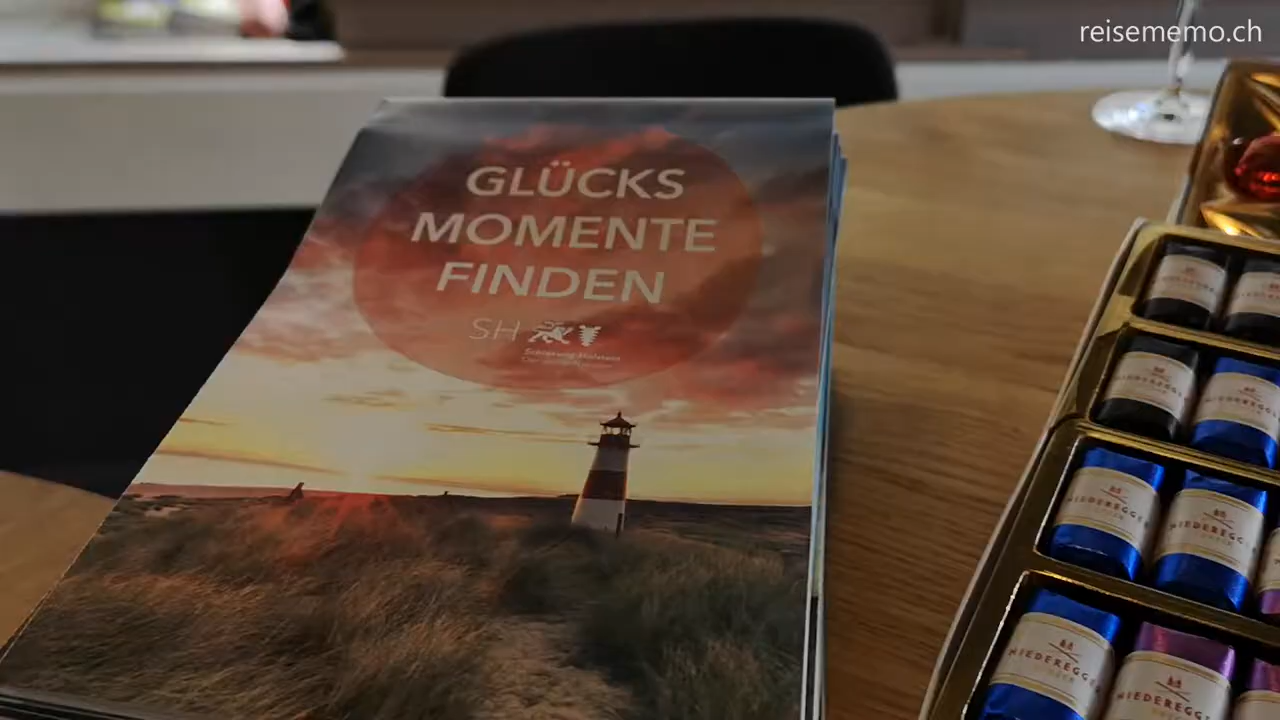 reisememo.ch
GLÜCKS
MOMENTE
FINDEN
SH
Schleswig-Holstein
NIEDEREGGER
NIEDEREGGER
NIEDEREGGER
NIEDEREGGER
NIEDEREGGER
NIEDEREGGER